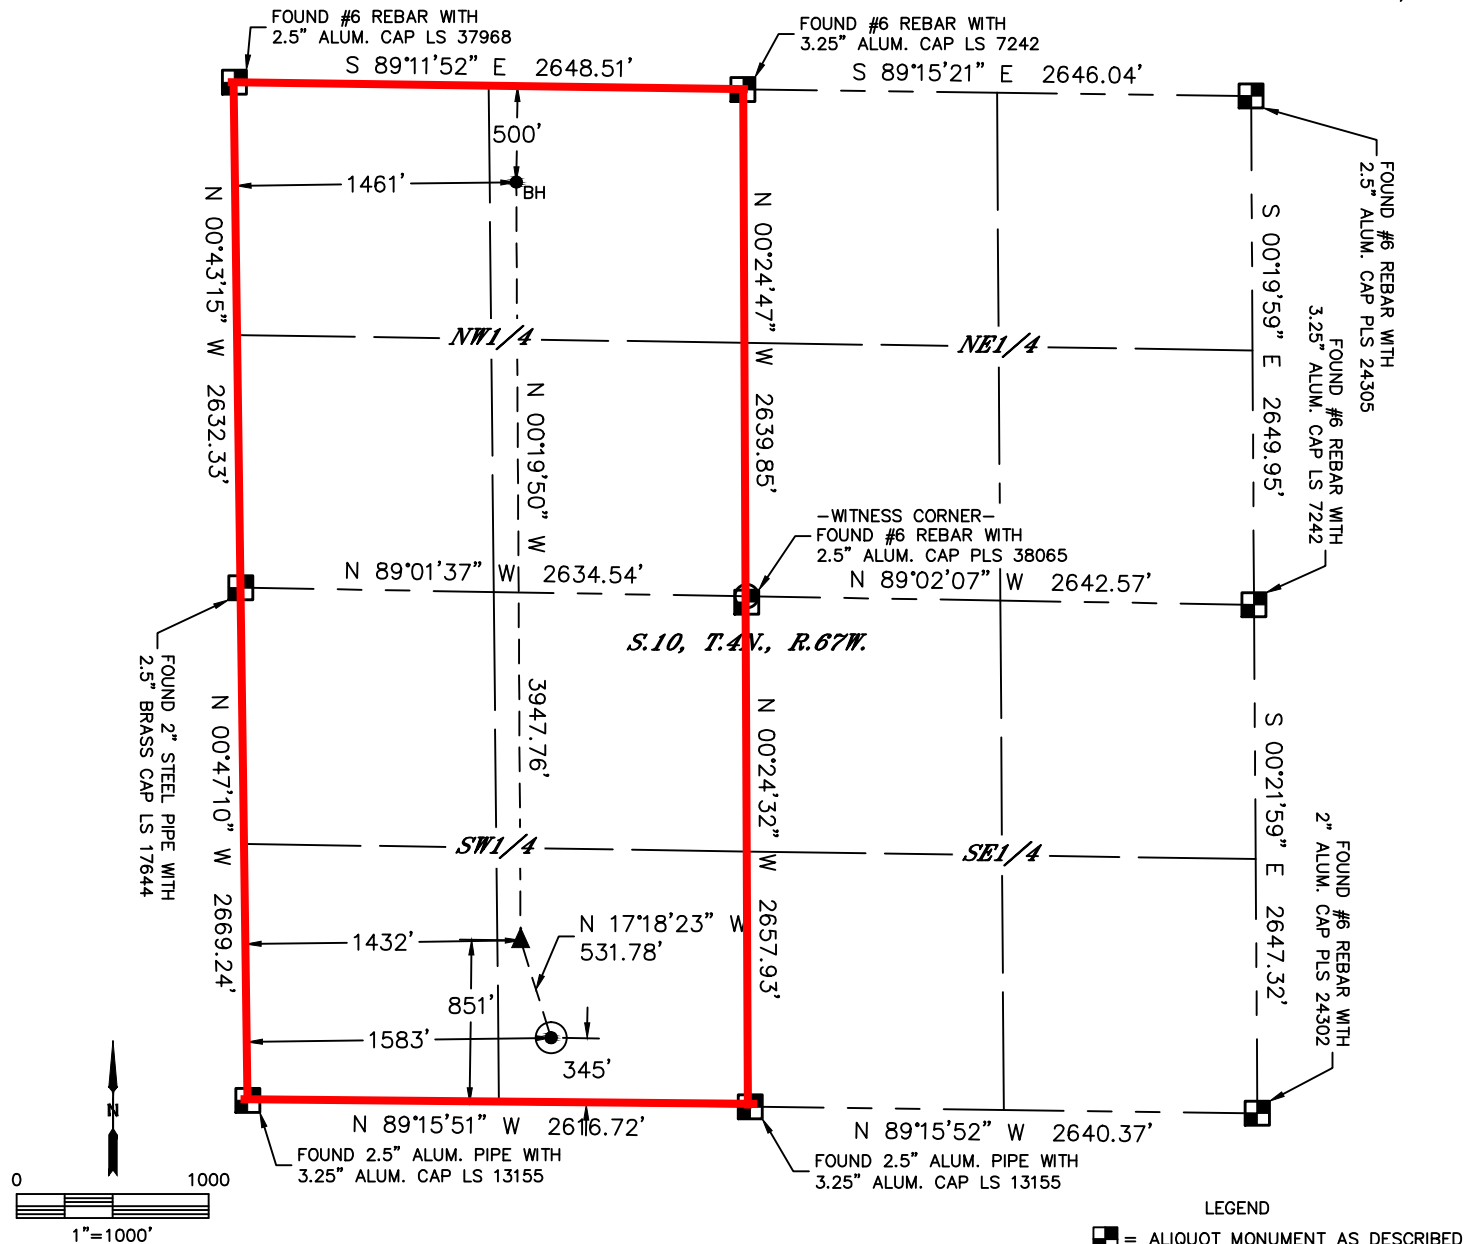 FOUND #6 REBAR WITH
2.5" ALUM. CAP LS 37968
FOUND #6 REBAR WITH
3.25" ALUM. CAP LS 7242
S 89°11'52" E 2648.51'
S 89°15'21" E 2646.04'
500'
1461'
BH
FOUND #6 REBAR WITH
2.5" ALUM. CAP PLS 24305
N 00°43'15" W 2632.33'
N 00°24'47" W 2639.85'
S 00°19'59" E 2649.95'
NW1/4
NE1/4
FOUND #6 REBAR WITH
3.25" ALUM. CAP LS 7242
N 00°19'50" W 3947.76'
-WITNESS CORNER-
FOUND #6 REBAR WITH
2.5" ALUM. CAP PLS 38065
N 89°01'37" W 2634.54'
N 89°02'07" W 2642.57'
S.10, T.4N., R.67W.
FOUND 2" STEEL PIPE WITH
2.5" BRASS CAP LS 17644
N 00°47'10" W 2669.24'
N 00°24'32" W 2657.93'
S 00°21'59" E 2647.32'
SW1/4
SE1/4
FOUND #6 REBAR WITH
2" ALUM. CAP PLS 24302
1432'
N 17°18'23" W
531.78'
851'
1583'
345'
N
N 89°15'51" W 2616.72'
N 89°15'52" W 2640.37'
FOUND 2.5" ALUM. PIPE WITH
3.25" ALUM. CAP LS 13155
FOUND 2.5" ALUM. PIPE WITH
3.25" ALUM. CAP LS 13155
0 1000
1"=1000'
LEGEND
= ALIQUOT MONUMENT AS DESCRIBED